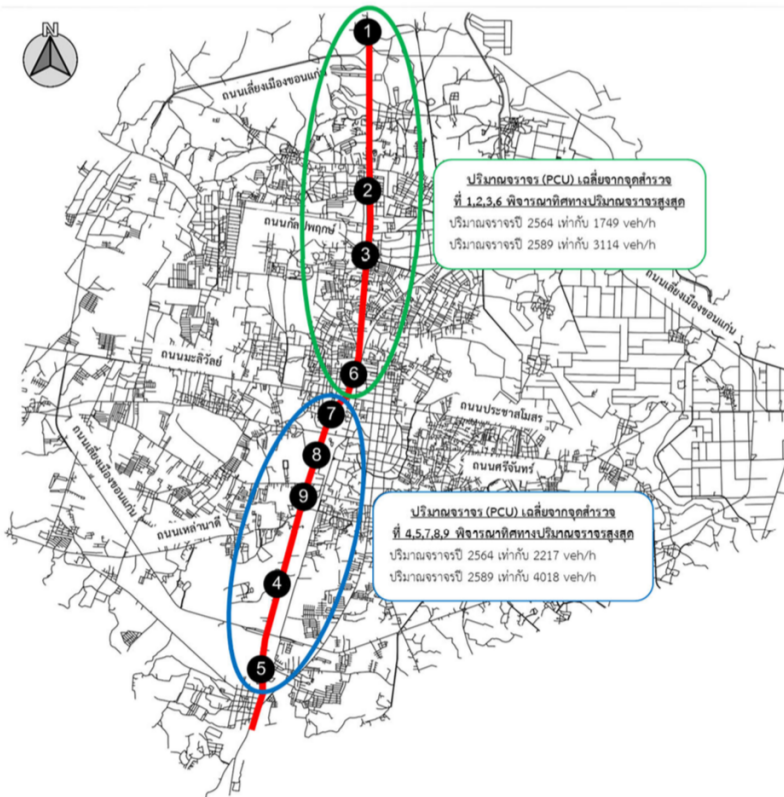 N
1
ถนนเลี่ยงเมืองขอนแก่น
2
ปริมาณจราจร (PCU) เฉลี่ยจากจุดสำรวจ
ที่ 1,2,3,6 พิจารณาทิศทางปริมาณจราจรสูงสุด
ปริมาณจราจรปี 2564 เท่ากับ 1749 veh/h
ปริมาณจราจรปี 2589 เท่ากับ 3114 veh/h
ถนนกัลปพฤกษ์
3
ถนนเลี่ยงเมืองขอนแก่น
ถนนมะลิวัลย์
6
7
ถนนประชาสโมสร
8
ถนนศรีจันทร์
ถนนเลี่ยงเมืองขอนแก่น
9
ถนนเหล่านาดี
ปริมาณจราจร (PCU) เฉลี่ยจากจุดสำรวจ
ที่ 4,5,7,8,9 พิจารณาทิศทางปริมาณจราจรสูงสุด
ปริมาณจราจรปี 2564 เท่ากับ 2217 veh/h
ปริมาณจราจรปี 2589 เท่ากับ 4018 veh/h
4
5